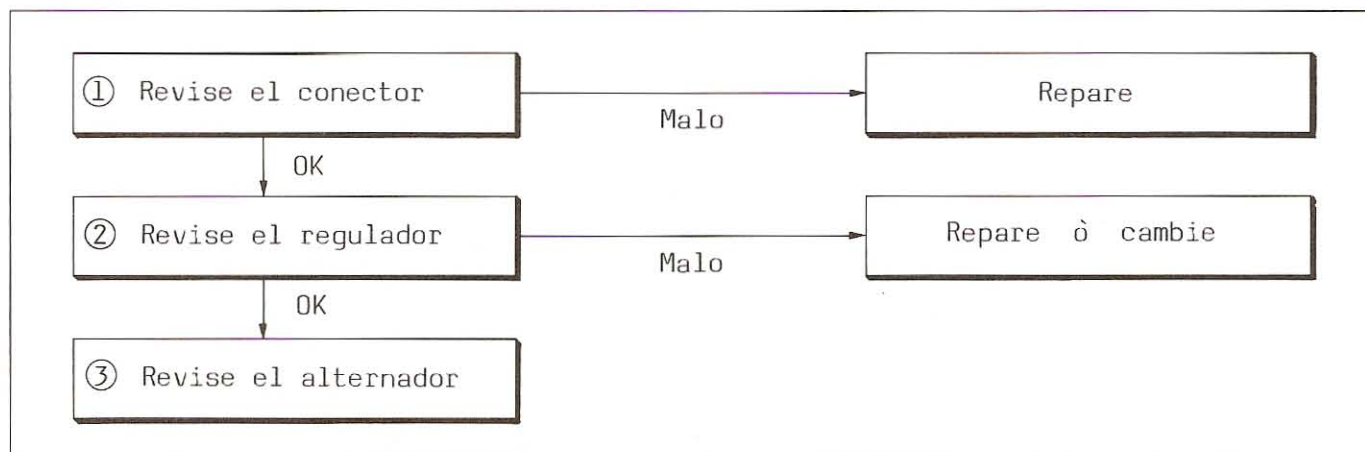 ① Revise el conector
Repare
Malo
OK
② Revise el regulador
Repare ò cambie
Malo
OK
③ Revise el alternador